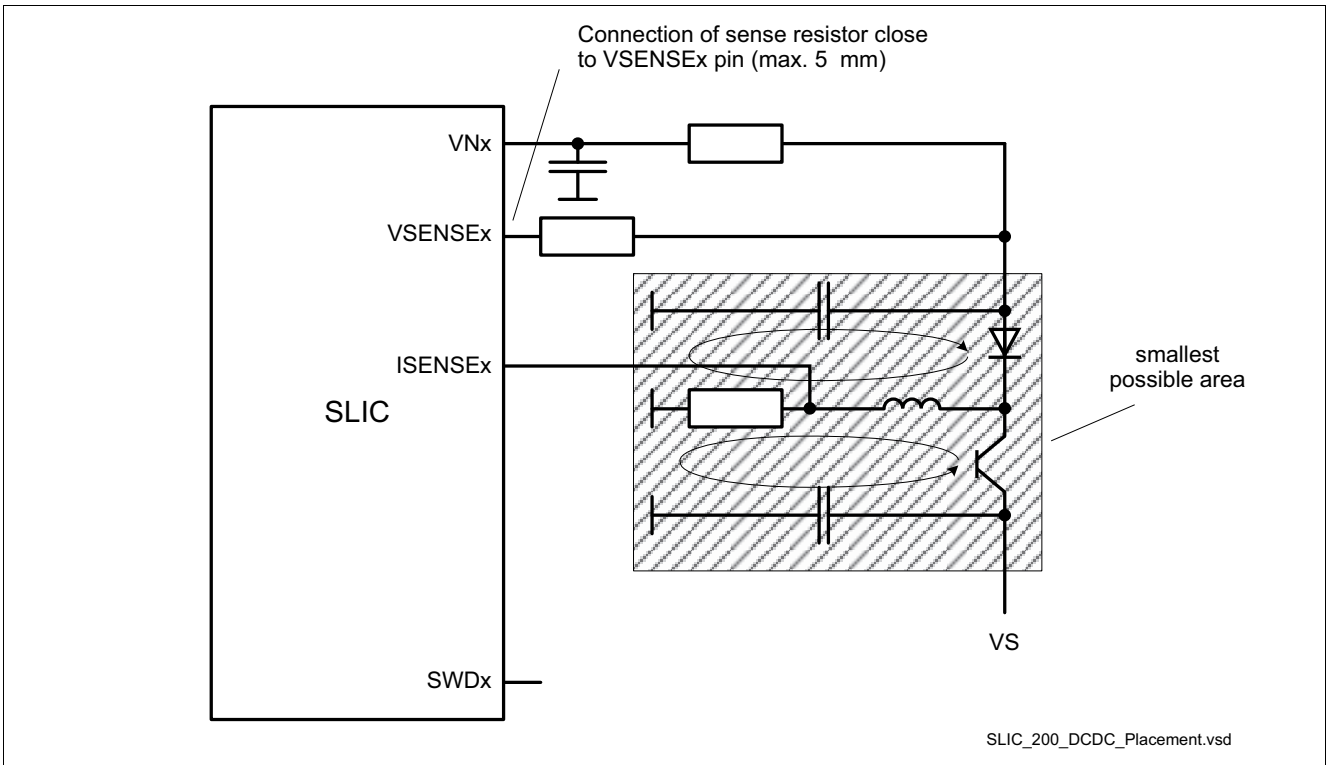 Connection of sense resistor close
to VSENSEx pin (max. 5 mm)
VNx
VSENSEx
ISENSEx
SLIC
smallest
possible area
VS
SWDx
SLIC_200_DCDC_Placement.vsd